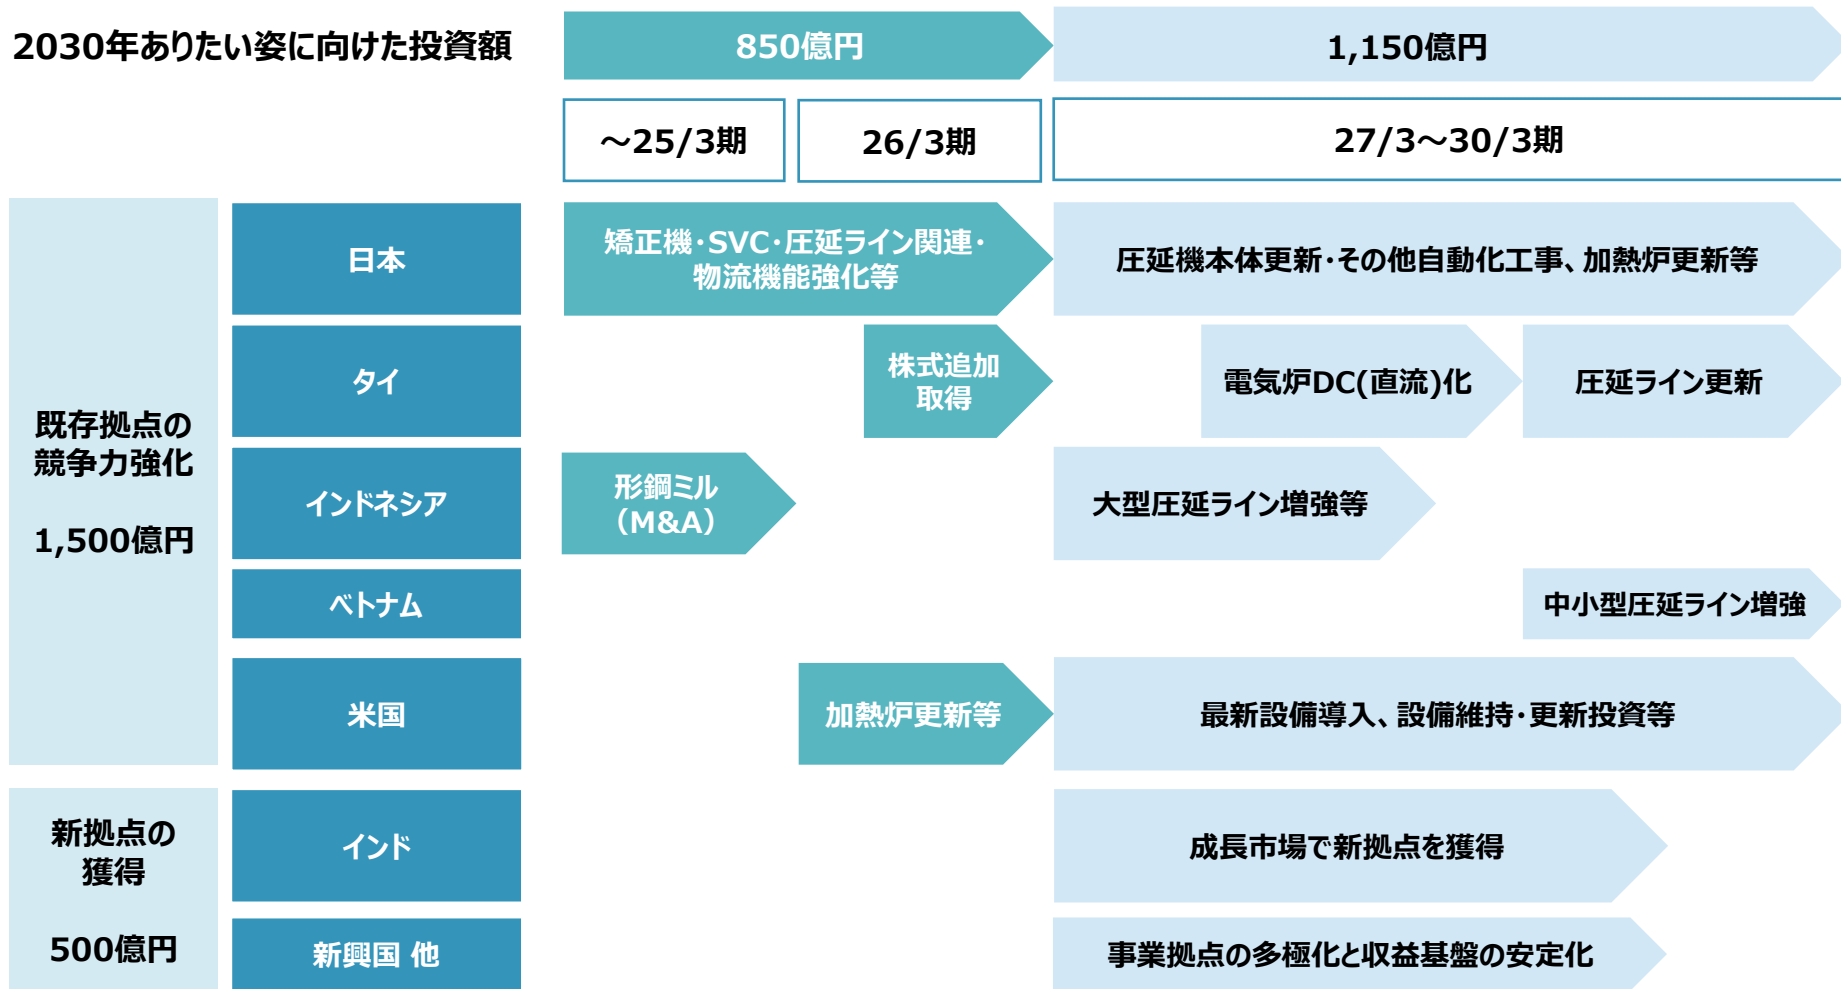 2030年ありたい姿に向けた投資額
850億円
1,150億円
～25/3期
26/3期
27/3～30/3期
既存拠点の
競争力強化
1,500億円
日本
矯正機・SVC・圧延ライン関連・
物流機能強化等
圧延機本体更新・その他自動化工事、加熱炉更新等
タイ
株式追加
取得
電気炉DC(直流)化
圧延ライン更新
インドネシア
形鋼ミル
（M&A）
大型圧延ライン増強等
ベトナム
中小型圧延ライン増強
米国
加熱炉更新等
最新設備導入、設備維持・更新投資等
新拠点の
獲得
500億円
インド
成長市場で新拠点を獲得
新興国 他
事業拠点の多極化と収益基盤の安定化